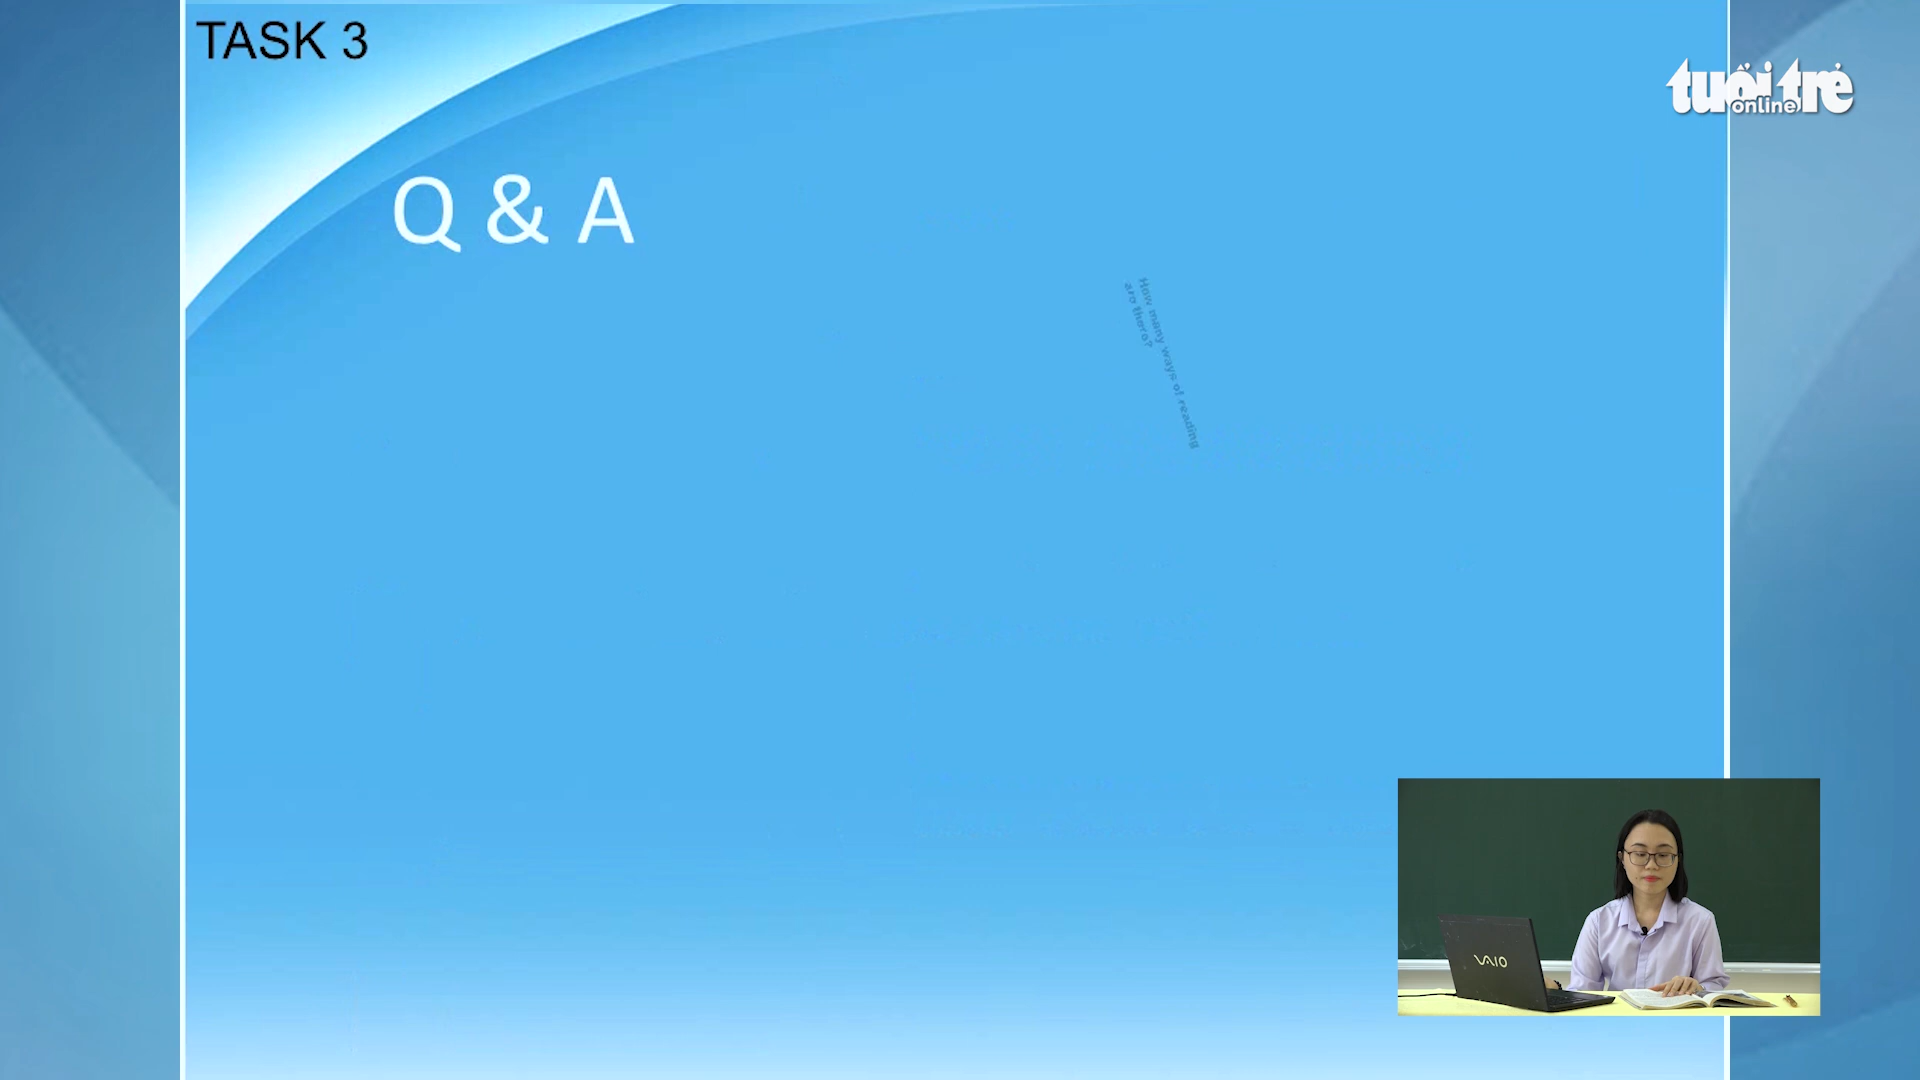 TASK 3
tuổi trẻ
online
Q & A
How many ways of reading
are there?
VAIO